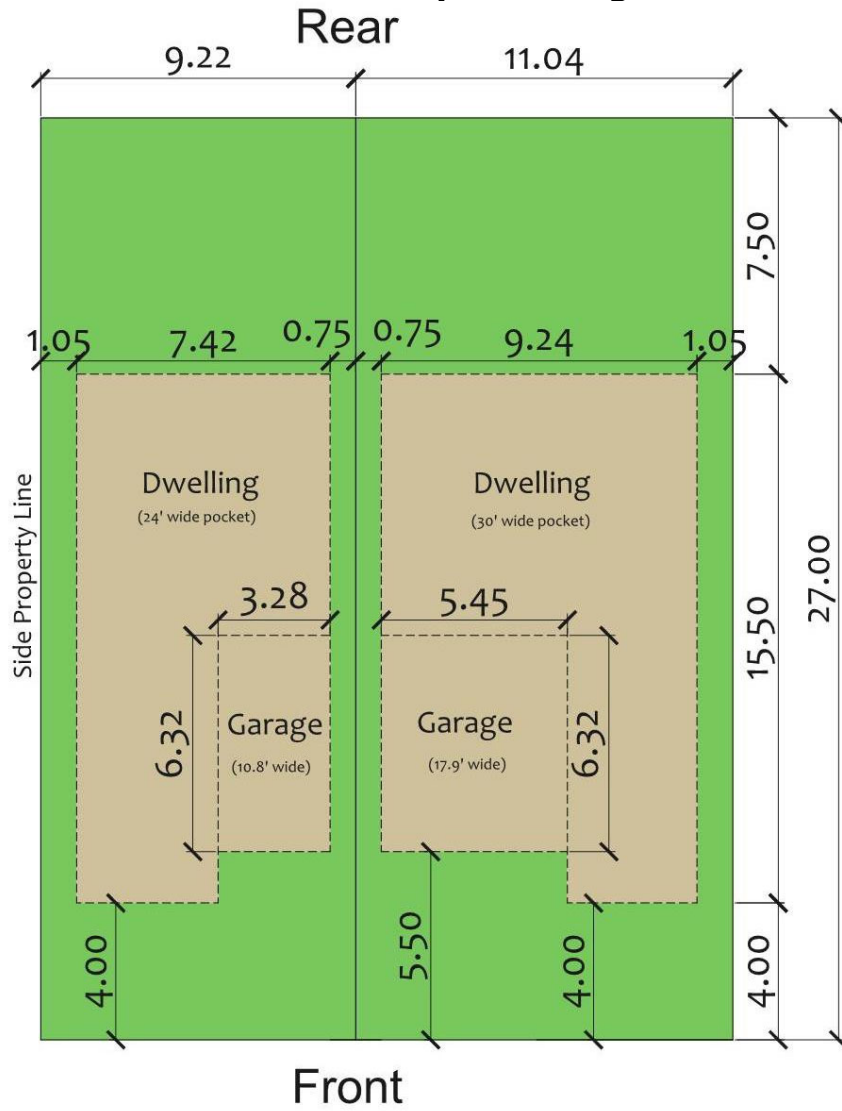 Rear
9.22
11.04
7.50
1.05
7.42
0.75
0.75
9.24
1.05
Dwelling
(24' wide pocket)
Dwelling
(30' wide pocket)
Side Property Line
27.00
3.28
5.45
15.50
6.32
Garage
(10.8' wide)
Garage
(17.9' wide)
6.32
4.00
5.50
4.00
4.00
Front